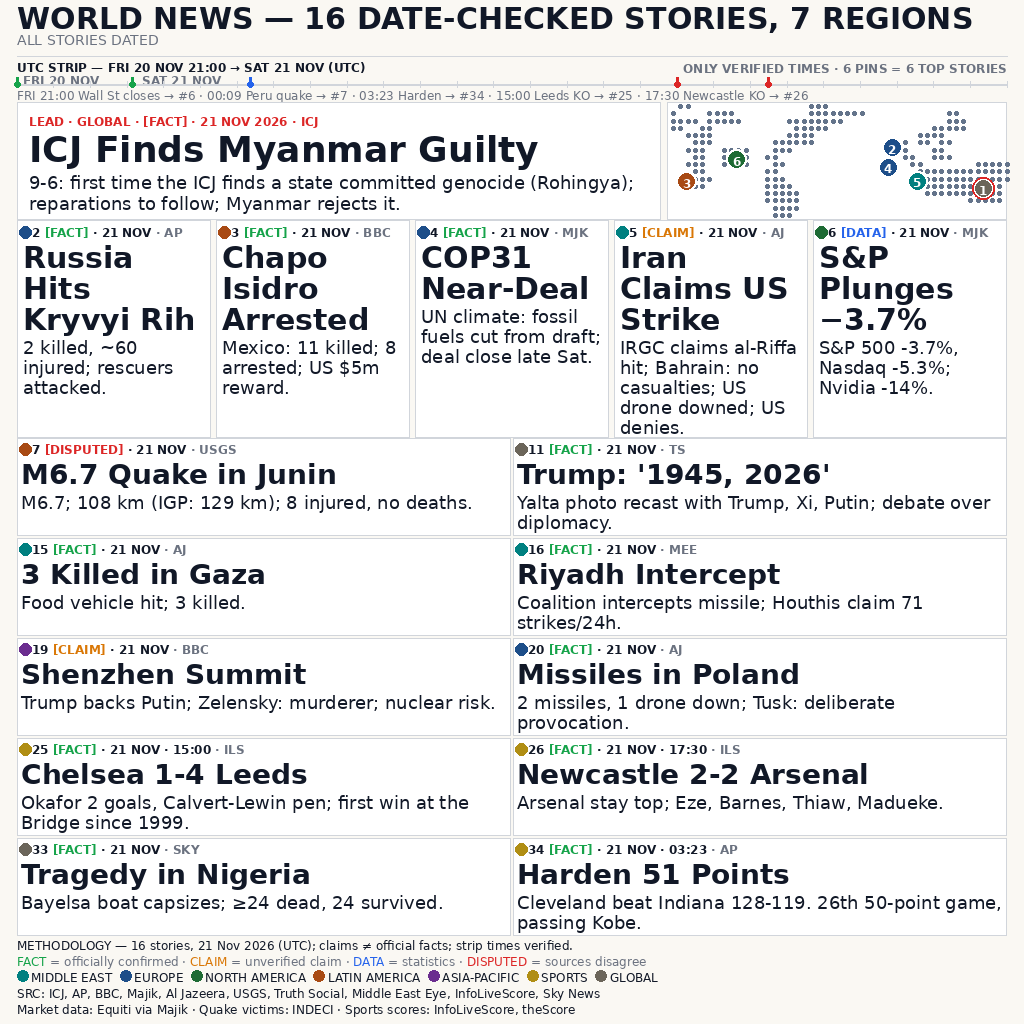 WORLD NEWS — 16 DATE-CHECKED STORIES, 7 REGIONS
ALL STORIES DATED
UTC STRIP — FRI 20 NOV 21:00 → SAT 21 NOV (UTC)
ONLY VERIFIED TIMES · 6 PINS = 6 TOP STORIES
FRI 20 NOV
SAT 21 NOV
FRI 21:00 Wall St closes → #6 · 00:09 Peru quake → #7 · 03:23 Harden → #34 · 15:00 Leeds KO → #25 · 17:30 Newcastle KO → #26
LEAD · GLOBAL · [FACT] · 21 NOV 2026 · ICJ
ICJ Finds Myanmar Guilty
9-6: first time the ICJ finds a state committed genocide (Rohingya);
reparations to follow; Myanmar rejects it.
2
6
4
3
5
1
2 [FACT] · 21 NOV · AP
Russia
Hits
Kryvyi Rih
2 killed, ~60
injured; rescuers
attacked.
3 [FACT] · 21 NOV · BBC
Chapo
Isidro
Arrested
Mexico: 11 killed; 8
arrested; US $5m
reward.
4 [FACT] · 21 NOV · MJK
COP31
Near-Deal
UN climate: fossil
fuels cut from draft;
deal close late Sat.
5 [CLAIM] · 21 NOV · AJ
Iran
Claims US
Strike
IRGC claims al-Riffa
hit; Bahrain: no
casualties; US
drone downed; US
denies.
6 [DATA] · 21 NOV · MJK
S&P
Plunges
−3.7%
S&P 500 -3.7%,
Nasdaq -5.3%;
Nvidia -14%.
7 [DISPUTED] · 21 NOV · USGS
M6.7 Quake in Junin
M6.7; 108 km (IGP: 129 km); 8 injured, no deaths.
11 [FACT] · 21 NOV · TS
Trump: '1945, 2026'
Yalta photo recast with Trump, Xi, Putin; debate over
diplomacy.
15 [FACT] · 21 NOV · AJ
3 Killed in Gaza
Food vehicle hit; 3 killed.
16 [FACT] · 21 NOV · MEE
Riyadh Intercept
Coalition intercepts missile; Houthis claim 71
strikes/24h.
19 [CLAIM] · 21 NOV · BBC
Shenzhen Summit
Trump backs Putin; Zelensky: murderer; nuclear risk.
20 [FACT] · 21 NOV · AJ
Missiles in Poland
2 missiles, 1 drone down; Tusk: deliberate
provocation.
25 [FACT] · 21 NOV · 15:00 · ILS
Chelsea 1-4 Leeds
Okafor 2 goals, Calvert-Lewin pen; first win at the
Bridge since 1999.
26 [FACT] · 21 NOV · 17:30 · ILS
Newcastle 2-2 Arsenal
Arsenal stay top; Eze, Barnes, Thiaw, Madueke.
33 [FACT] · 21 NOV · SKY
Tragedy in Nigeria
Bayelsa boat capsizes; ≥24 dead, 24 survived.
34 [FACT] · 21 NOV · 03:23 · AP
Harden 51 Points
Cleveland beat Indiana 128-119. 26th 50-point game,
passing Kobe.
METHODOLOGY — 16 stories, 21 Nov 2026 (UTC); claims ≠ official facts; strip times verified.
FACT = officially confirmed · CLAIM = unverified claim · DATA = statistics · DISPUTED = sources disagree
MIDDLE EAST EUROPE NORTH AMERICA LATIN AMERICA ASIA-PACIFIC SPORTS GLOBAL
SRC: ICJ, AP, BBC, Majik, Al Jazeera, USGS, Truth Social, Middle East Eye, InfoLiveScore, Sky News
Market data: Equiti via Majik · Quake victims: INDECI · Sports scores: InfoLiveScore, theScore